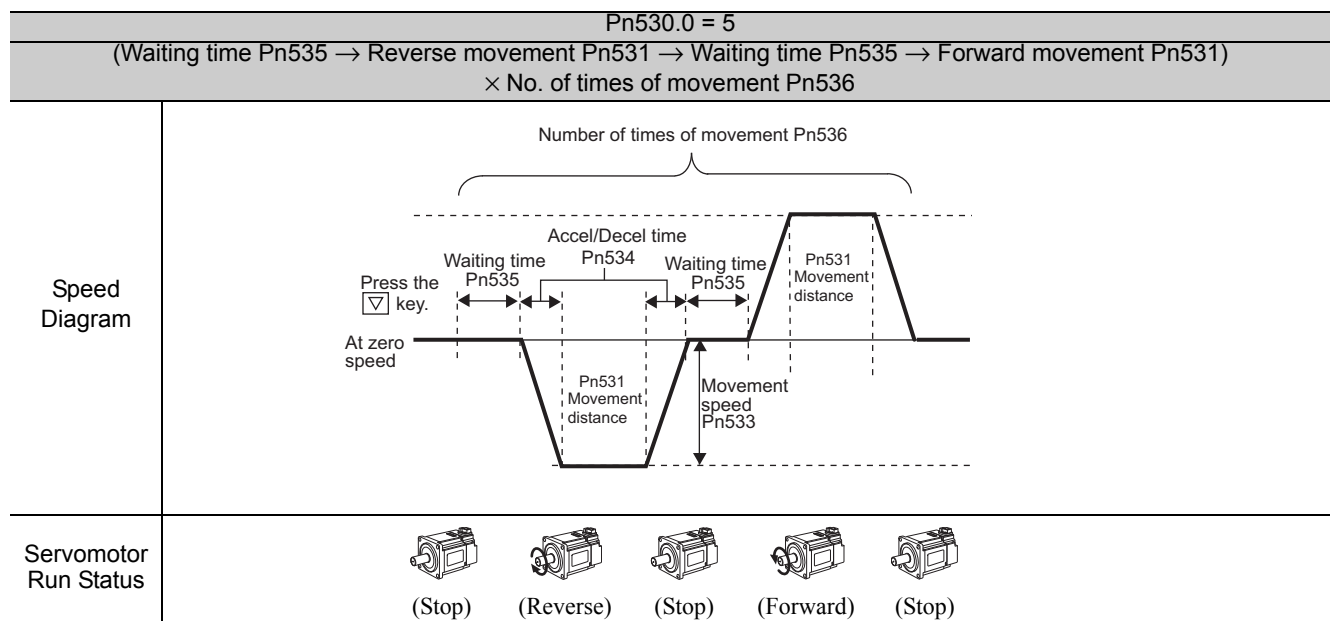 Pn530.0 = 5
(Waiting time Pn535 → Reverse movement Pn531 → Waiting time Pn535 → Forward movement Pn531)
× No. of times of movement Pn536
Speed
Diagram
Number of times of movement Pn536
Accel/Decel time
Pn534
Waiting time
Pn535
Waiting time
Pn535
Press the
▽ key.
Pn531
Movement
distance
At zero
speed
Pn531
Movement
distance
Movement
speed
Pn533
Servomotor
Run Status
(Stop) (Reverse) (Stop) (Forward) (Stop)